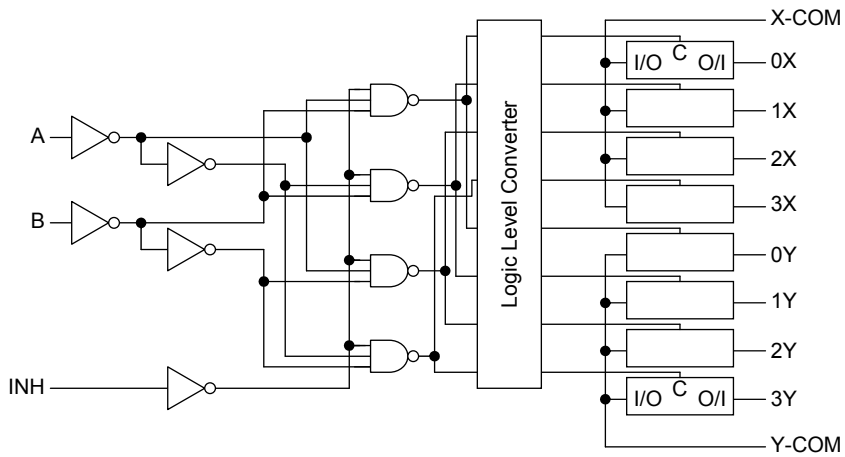 X-COM
I/O C O/I
0X
1X
A
2X
3X
B
Logic Level Converter
0Y
1Y
2Y
INH
I/O C O/I
3Y
Y-COM